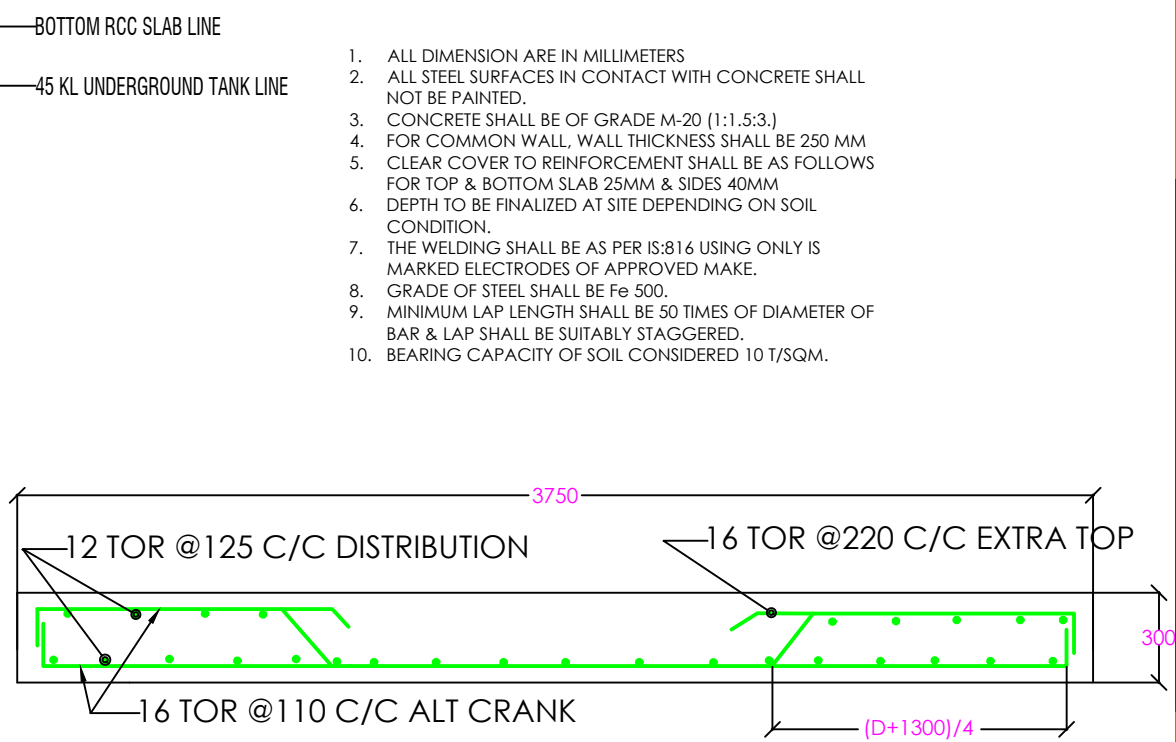 BOTTOM RCC SLAB LINE
45 KL UNDERGROUND TANK LINE
1. ALL DIMENSION ARE IN MILLIMETERS
2. ALL STEEL SURFACES IN CONTACT WITH CONCRETE SHALL
NOT BE PAINTED.
3. CONCRETE SHALL BE OF GRADE M-20 (1:1.5:3.)
4. FOR COMMON WALL, WALL THICKNESS SHALL BE 250 MM
5. CLEAR COVER TO REINFORCEMENT SHALL BE AS FOLLOWS
FOR TOP & BOTTOM SLAB 25MM & SIDES 40MM
6. DEPTH TO BE FINALIZED AT SITE DEPENDING ON SOIL
CONDITION.
7. THE WELDING SHALL BE AS PER IS:816 USING ONLY IS
MARKED ELECTRODES OF APPROVED MAKE.
8. GRADE OF STEEL SHALL BE Fe 500.
9. MINIMUM LAP LENGTH SHALL BE 50 TIMES OF DIAMETER OF
BAR & LAP SHALL BE SUITABLY STAGGERED.
10. BEARING CAPACITY OF SOIL CONSIDERED 10 T/SQM.
3750
12 TOR @125 C/C DISTRIBUTION
16 TOR @220 C/C EXTRA TOP
300
16 TOR @110 C/C ALT CRANK
(D+1300)/4